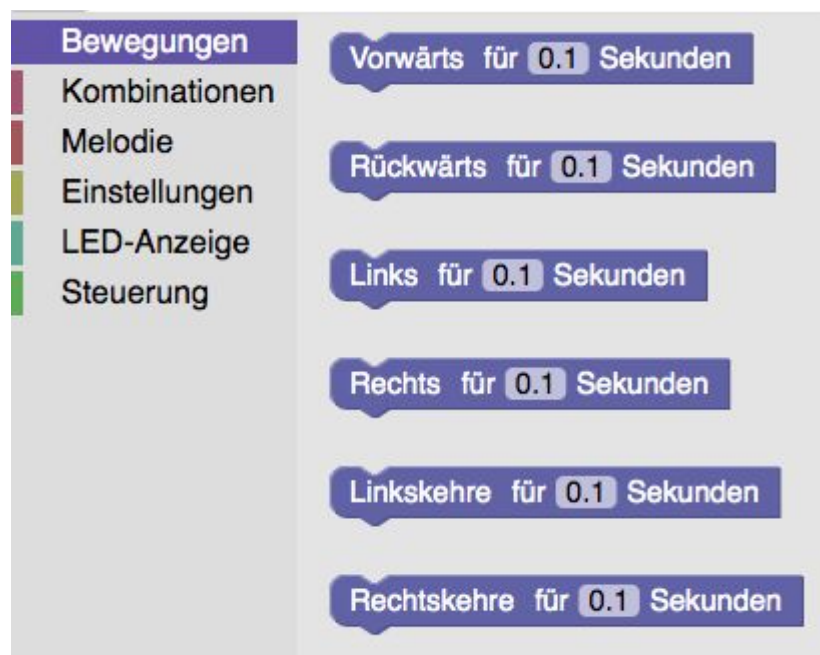 Bewegungen
Kombinationen
Melodie
Einstellungen
LED-Anzeige
Steuerung
Vorwärts für 0.1 Sekunden
Rückwärts für 0.1 Sekunden
Links für 0.1 Sekunden
Rechts für 0.1 Sekunden
Linkskehre für 0.1 Sekunden
Rechtskehre für 0.1 Sekunden